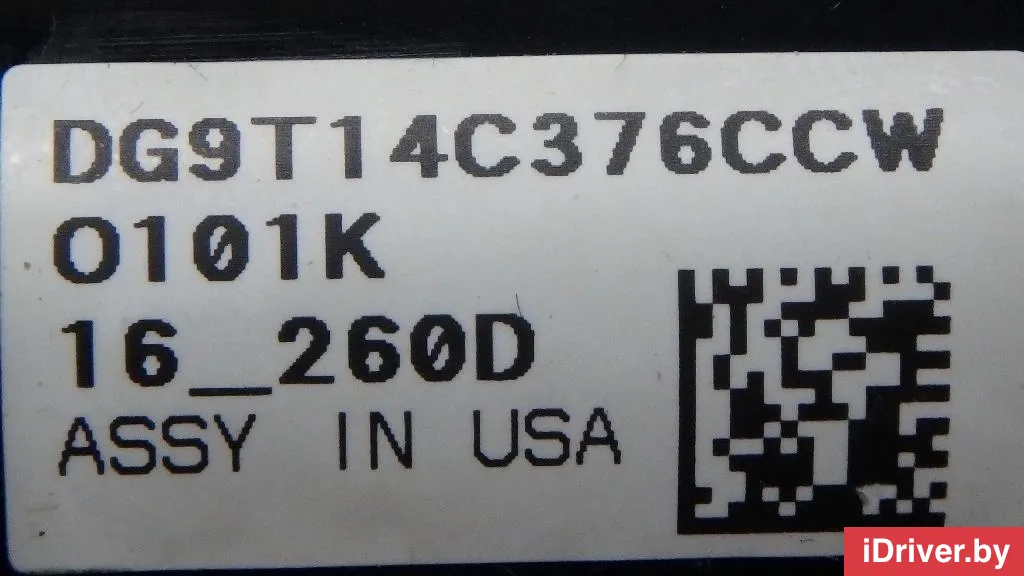 DG9T14C376CCW
O101K
16_260D
ASSY IN USA
iDriver.by